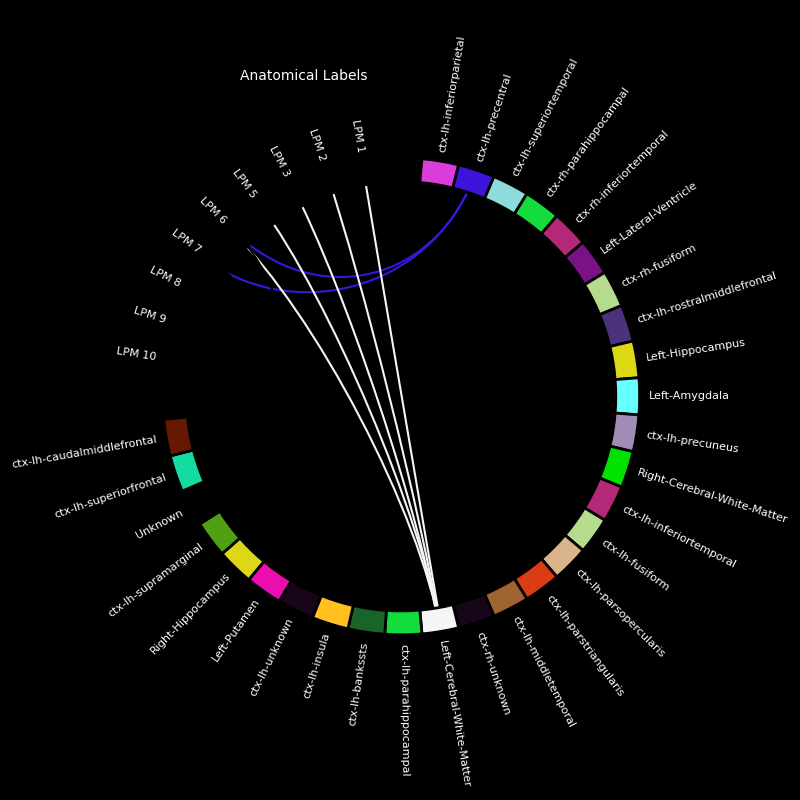 Anatomical Labels
LPM 1
LPM 2
LPM 3
LPM 5
LPM 6
LPM 7
LPM 8
LPM 9
LPM 10
ctx-lh-caudalmiddlefrontal
ctx-lh-superiorfrontal
Unknown
ctx-lh-supramarginal
Right-Hippocampus
Left-Putamen
ctx-lh-unknown
ctx-lh-insula
ctx-lh-bankssts
ctx-lh-parahippocampal
Left-Cerebral-White-Matter
ctx-rh-unknown
ctx-lh-middletemporal
ctx-lh-parstriangularis
ctx-lh-parsopercularis
ctx-lh-fusiform
ctx-lh-inferiortemporal
Right-Cerebral-White-Matter
ctx-lh-precuneus
Left-Amygdala
Left-Hippocampus
ctx-lh-rostralmiddlefrontal
ctx-rh-fusiform
Left-Lateral-Ventricle
ctx-rh-inferiortemporal
ctx-rh-parahippocampal
ctx-lh-superiortemporal
ctx-lh-precentral
ctx-lh-inferiorparietal